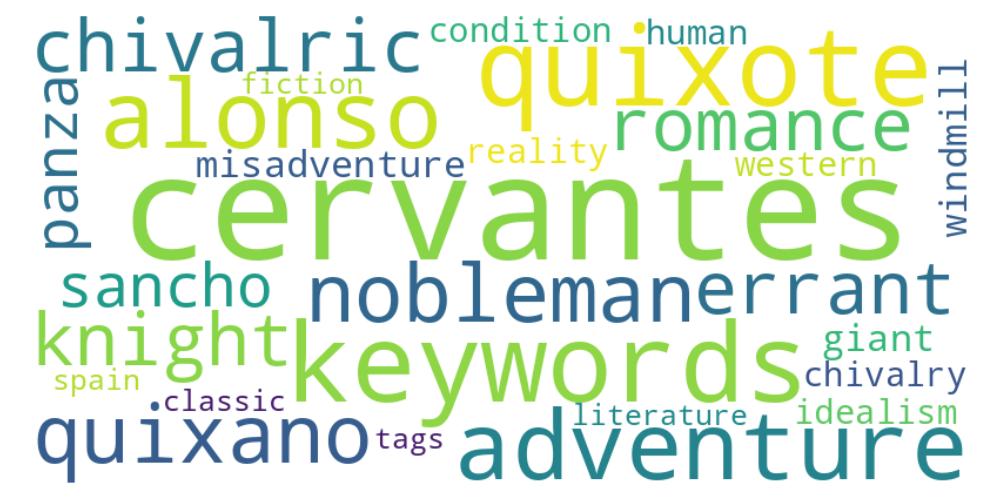 chivalric
condition
human
quixote
fiction
alonso
panza
romance
windmill
misadventure
reality
western
cervantes
sancho
nobleman
errant
knight
keywords
giant
spain
chivalry
classic
literature
idealism
quixano
tags
adventure